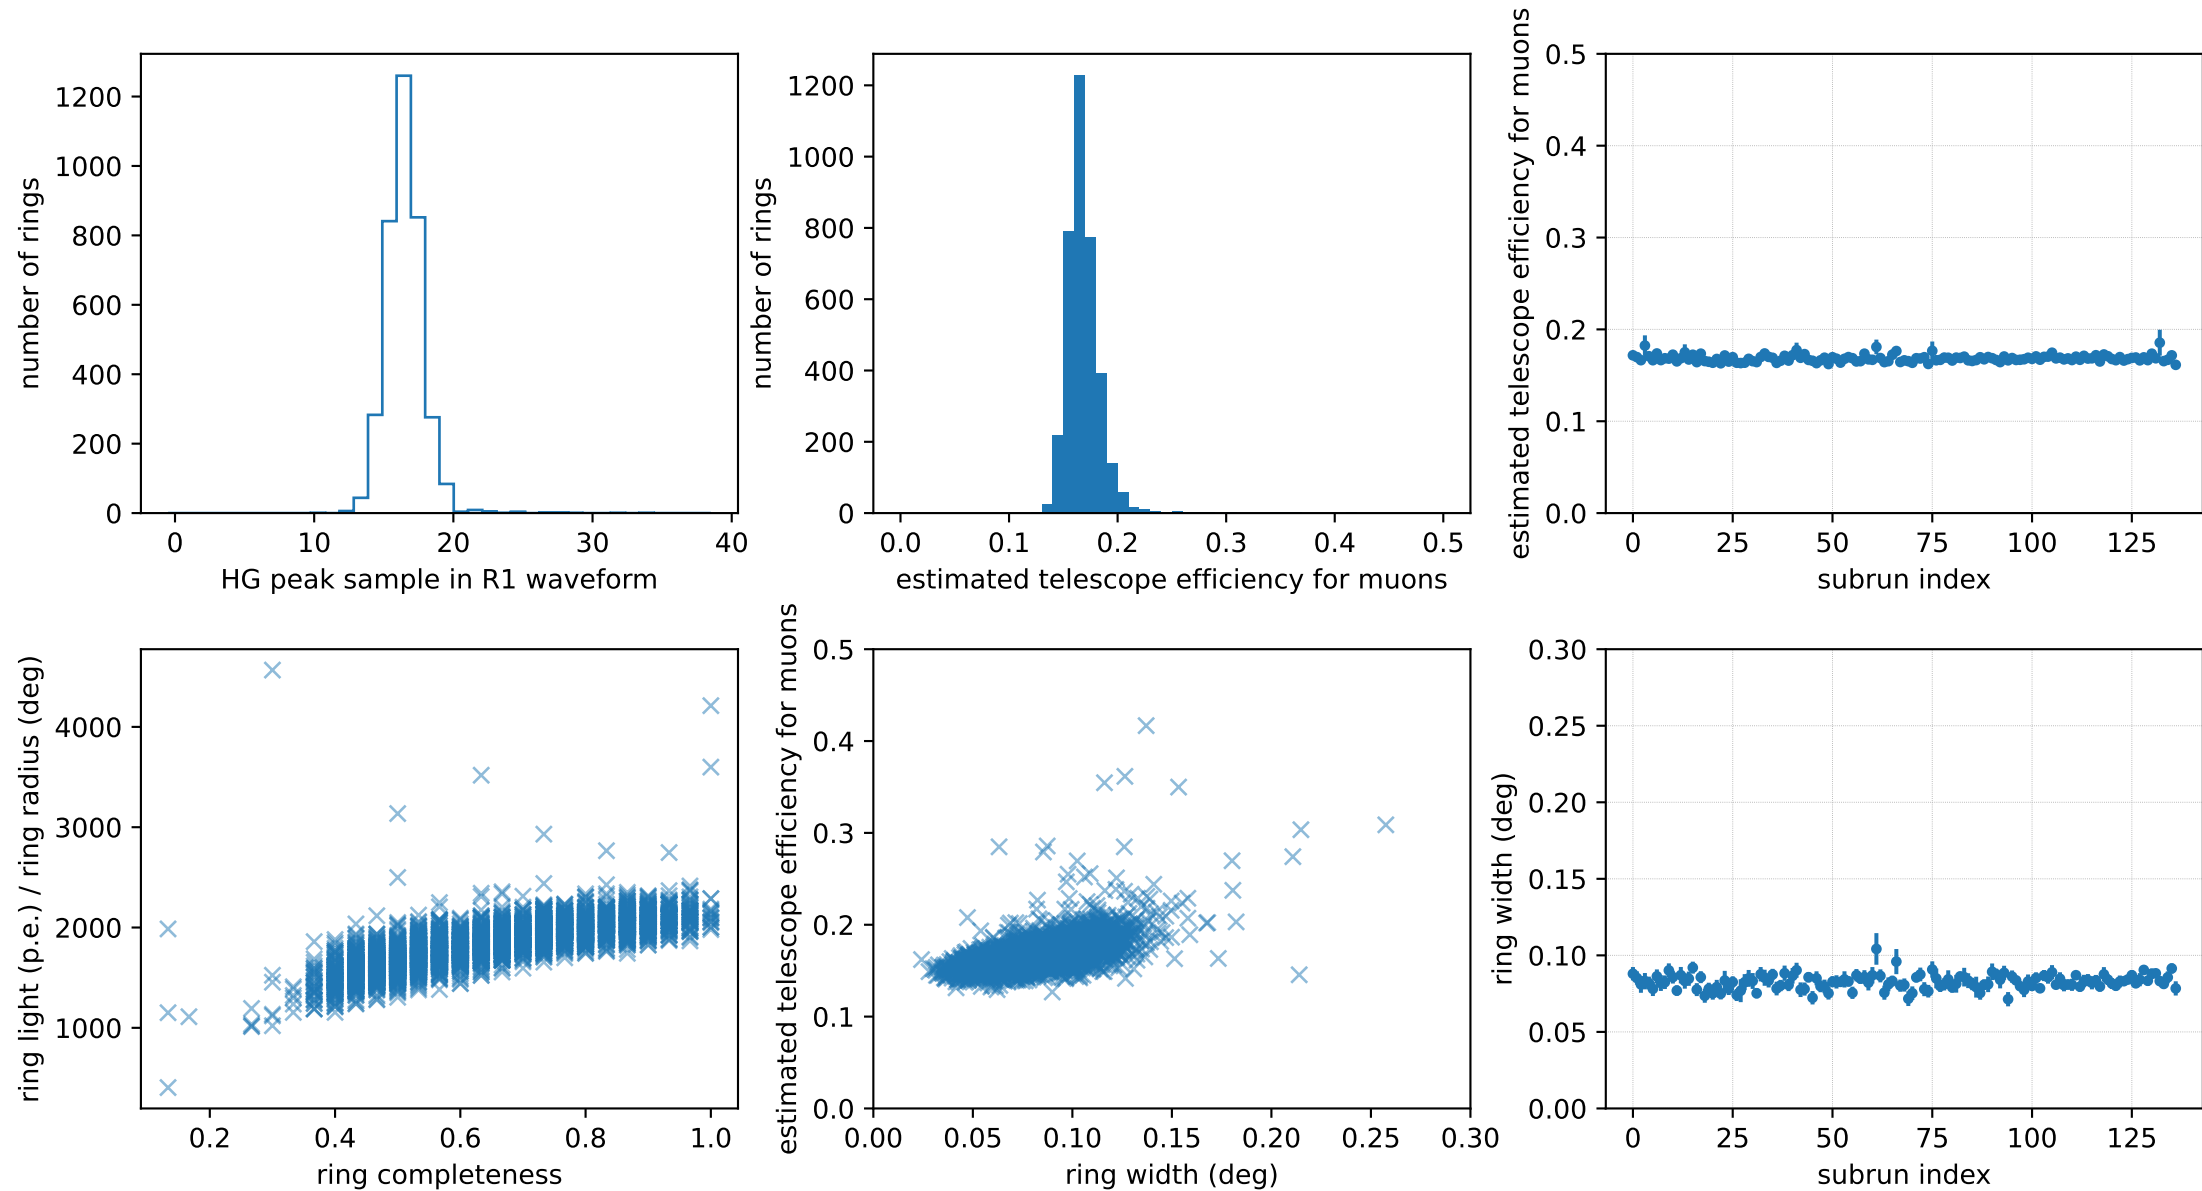 number of rings
1200
1000
800
600
400
200
0
0 10 20 30 40
HG peak sample in R1 waveform
number of rings
1200
1000
800
600
400
200
0
0.0 0.1 0.2 0.3 0.4 0.5
estimated telescope efficiency for muons
estimated telescope efficiency for muons
0.5
0.4
0.3
0.2
0.1
0.0
0 25 50 75 100 125
subrun index
ring light (p.e.) / ring radius (deg)
4000
3000
2000
1000
0.2 0.4 0.6 0.8 1.0
ring completeness
estimated telescope efficiency for muons
0.5
0.4
0.3
0.2
0.1
0.0
0.00 0.05 0.10 0.15 0.20 0.25 0.30
ring width (deg)
ring width (deg)
0.30
0.25
0.20
0.15
0.10
0.05
0.00
0 25 50 75 100 125
subrun index